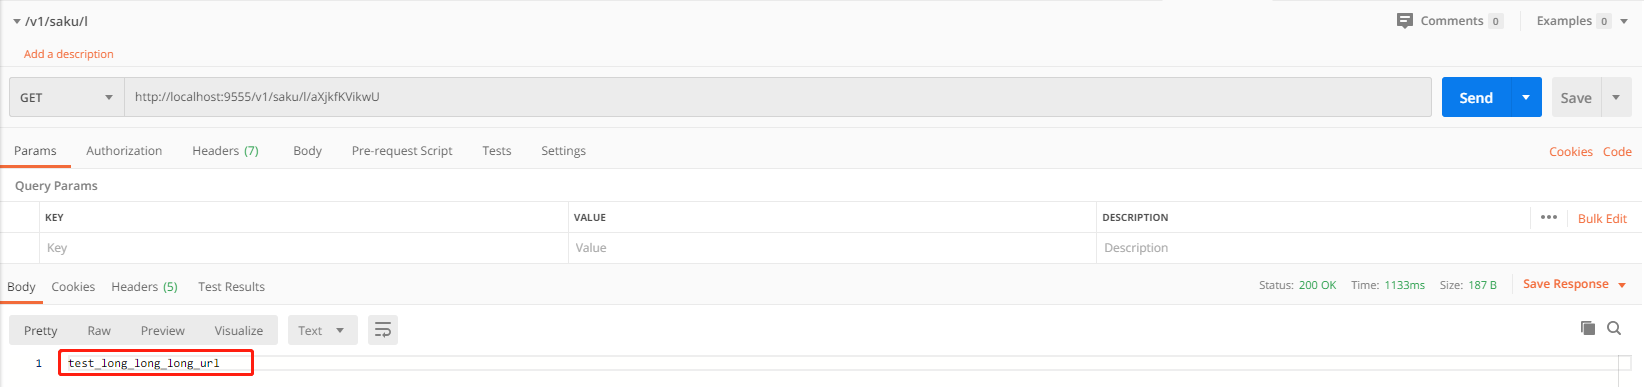 /v1/saku/l
Comments 0 Examples 0
Add a description
GET http://localhost:9555/v1/saku/l/aXjkfKVikwU Send Save
Params Authorization Headers (7) Body Pre-request Script Tests Settings Cookies Code
Query Params
KEY VALUE DESCRIPTION ••• Bulk Edit
Key Value Description
Body Cookies Headers (5) Test Results Status: 200 OK Time: 1133ms Size: 187 B Save Response
Pretty Raw Preview Visualize Text
1 test_long_long_long_url